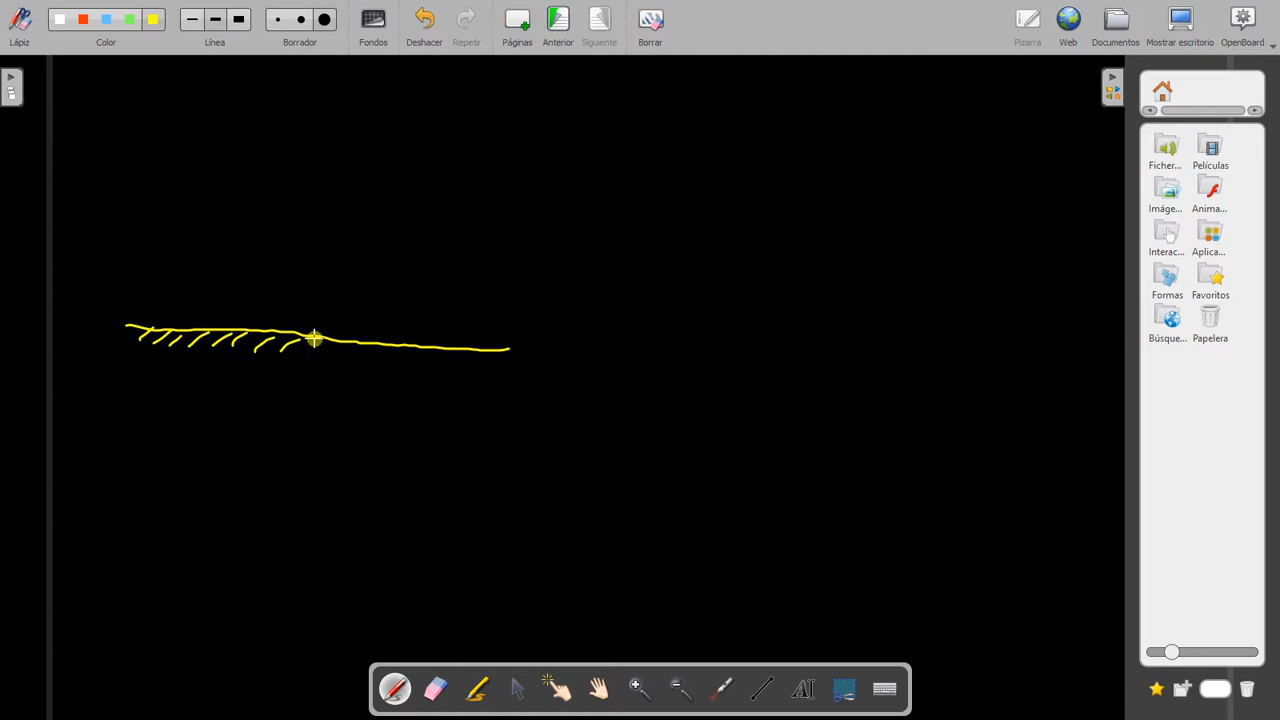 Lápiz
Color
Línea
Borrador
Fondos
Deshacer
Repetir
Páginas
Anterior
Siguiente
Borrar
Pizarra
Web
Documentos
Mostrar escritorio
OpenBoard
Ficher...
Películas
Imáge...
Anima...
Interac...
Aplica...
Formas
Favoritos
Búsque...
Papelera